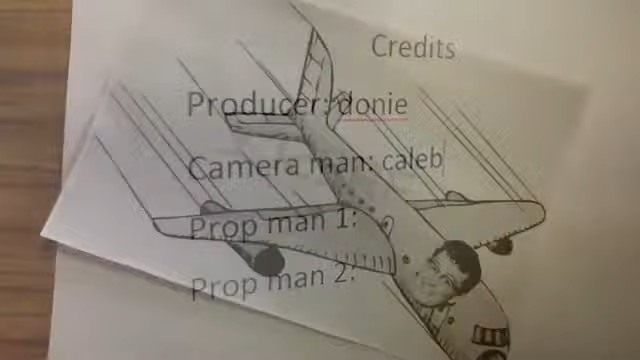 Credits
Producer: donie
Camera man: caleb
Prop man 1:
Prop man 2: